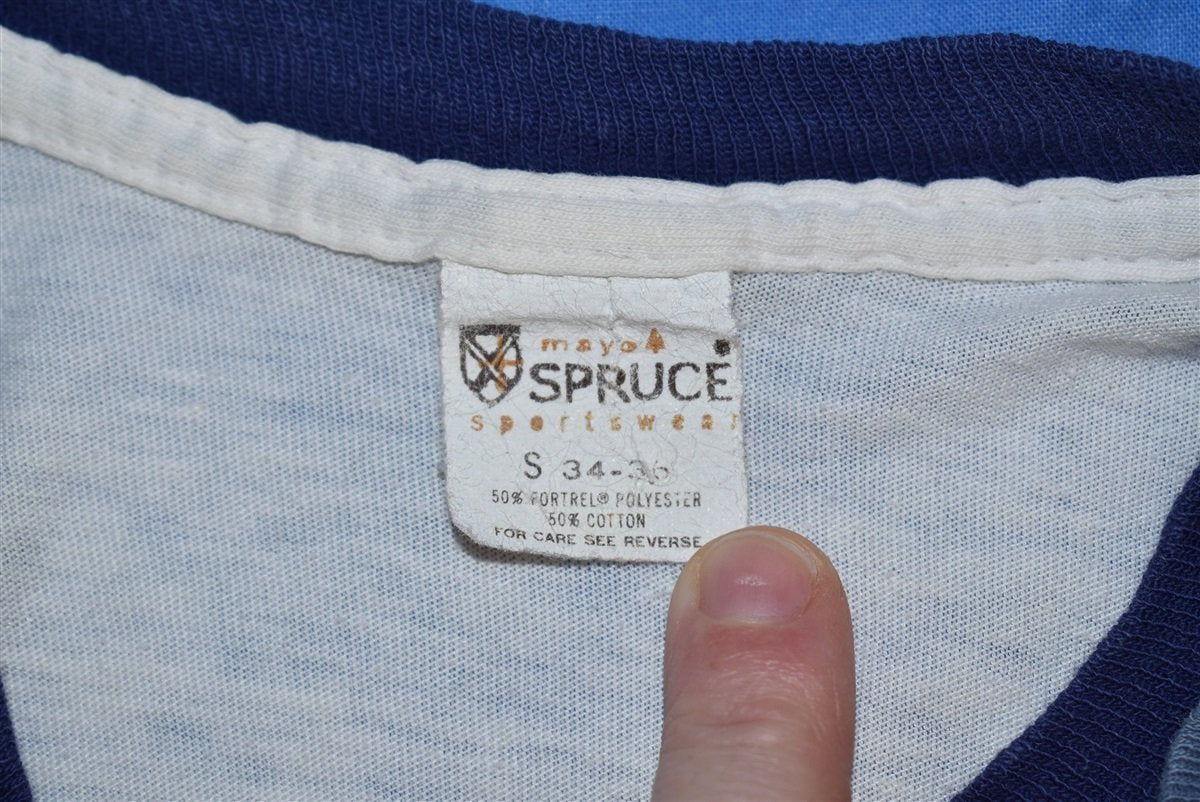 mayo
SPRUCE
sportswear
S 34-36
50% FORTREL® POLYESTER
50% COTTON
FOR CARE SEE REVERSE